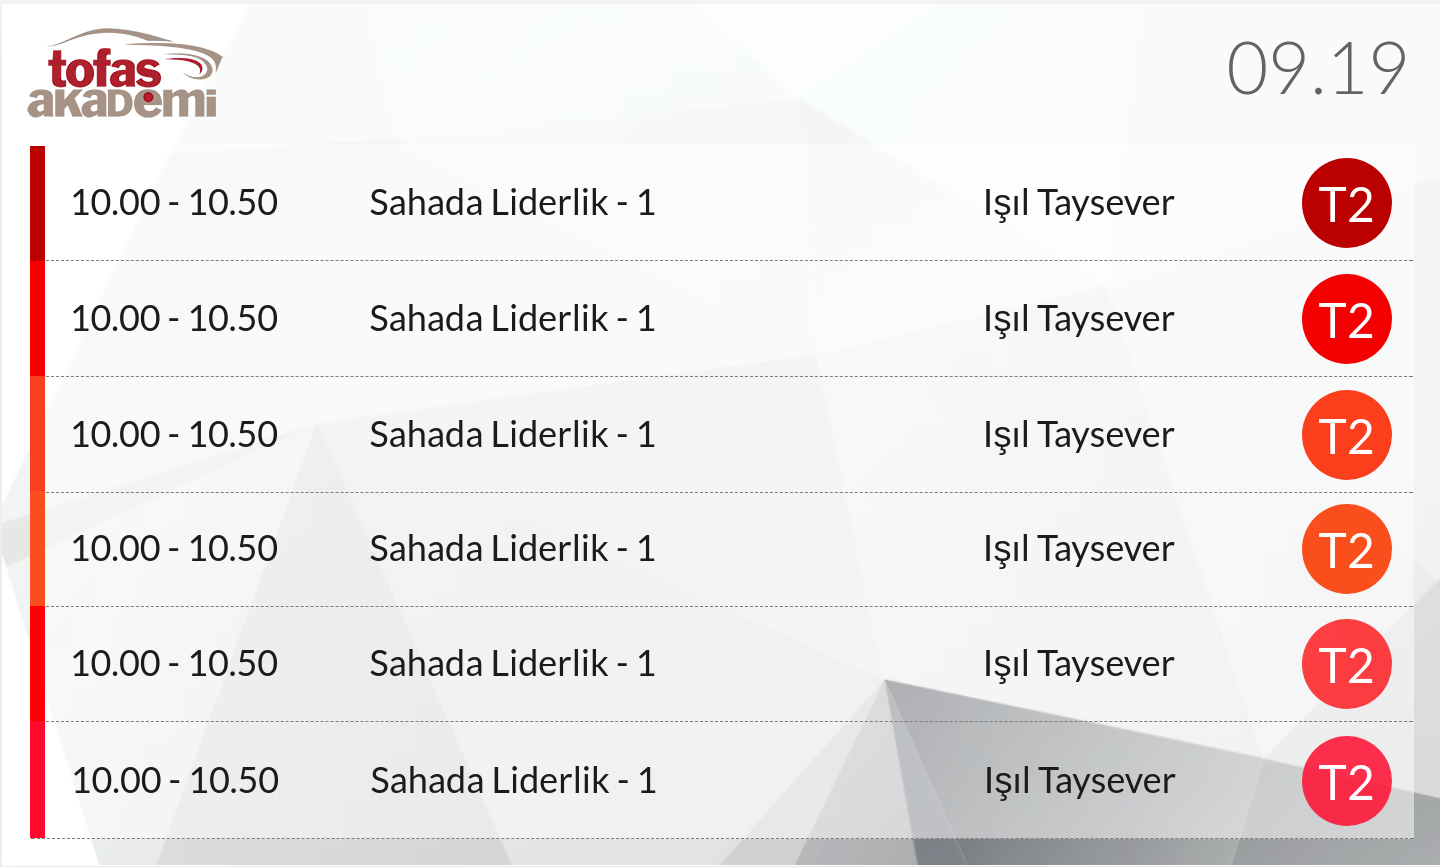 tofas
akademi
09.19
10.00 - 10.50 Sahada Liderlik - 1 Işıl Taysever T2
10.00 - 10.50 Sahada Liderlik - 1 Işıl Taysever T2
10.00 - 10.50 Sahada Liderlik - 1 Işıl Taysever T2
10.00 - 10.50 Sahada Liderlik - 1 Işıl Taysever T2
10.00 - 10.50 Sahada Liderlik - 1 Işıl Taysever T2
10.00 - 10.50 Sahada Liderlik - 1 Işıl Taysever T2